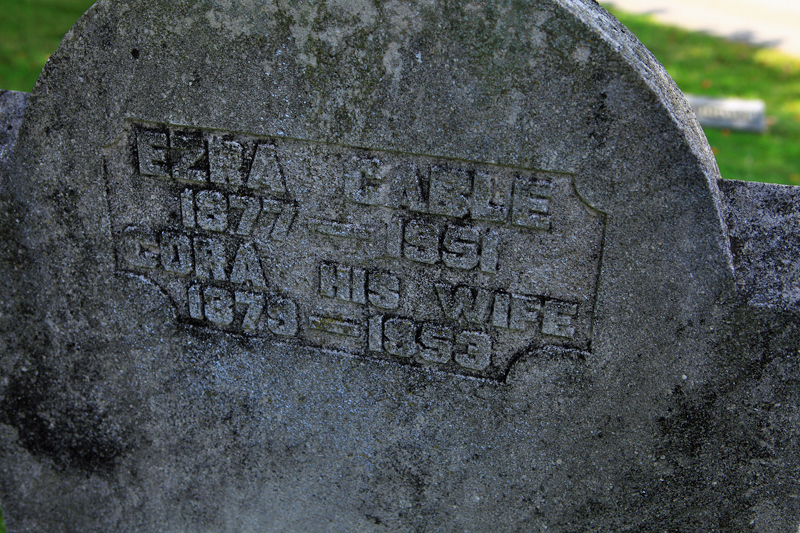 EZRA CABLE
1877 – 1951
CORA HIS WIFE
1879 – 1953